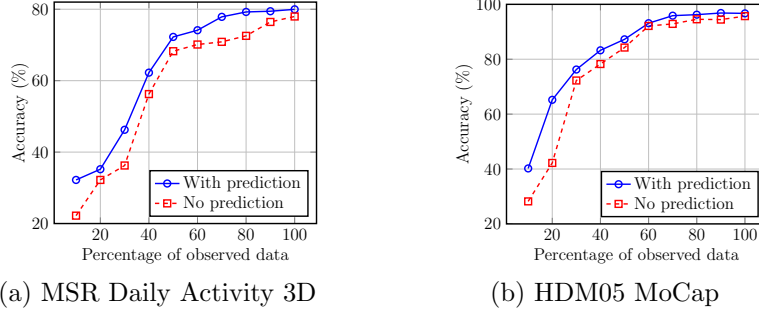 80
60
40
20
Accuracy (%)
With prediction
No prediction
20 40 60 80 100
Percentage of observed data
(a) MSR Daily Activity 3D
100
80
60
40
20
Accuracy (%)
With prediction
No prediction
20 40 60 80 100
Percentage of observed data
(b) HDM05 MoCap